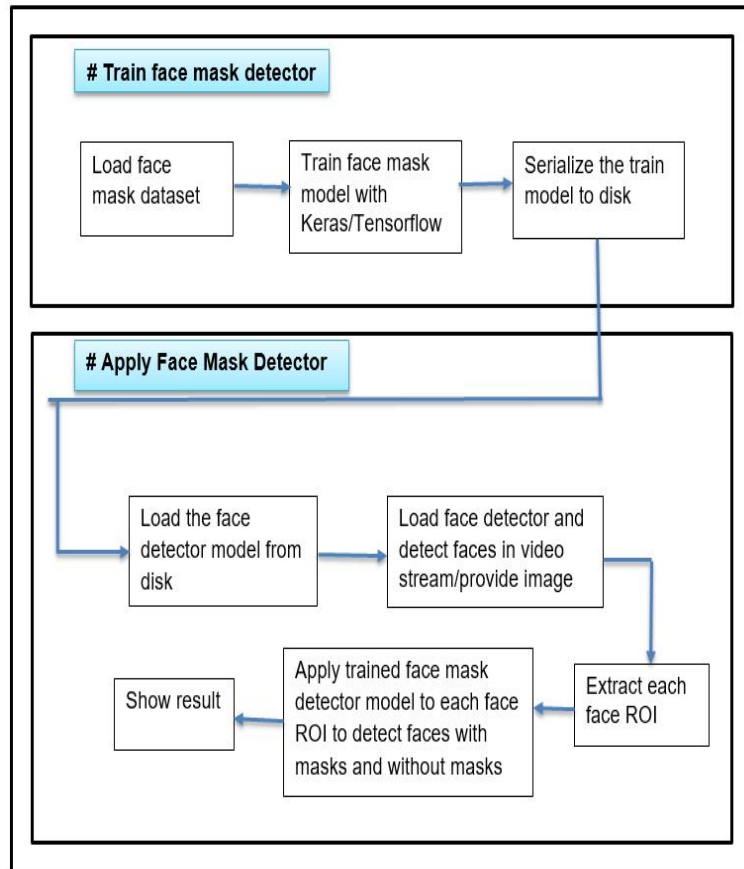 # Train face mask detector
Load face
mask dataset
Train face mask
model with
Keras/Tensorflow
Serialize the train
model to disk
# Apply Face Mask Detector
Load the face
detector model from
disk
Load face detector and
detect faces in video
stream/provide image
Extract each
face ROI
Apply trained face mask
detector model to each face
ROI to detect faces with
masks and without masks
Show result